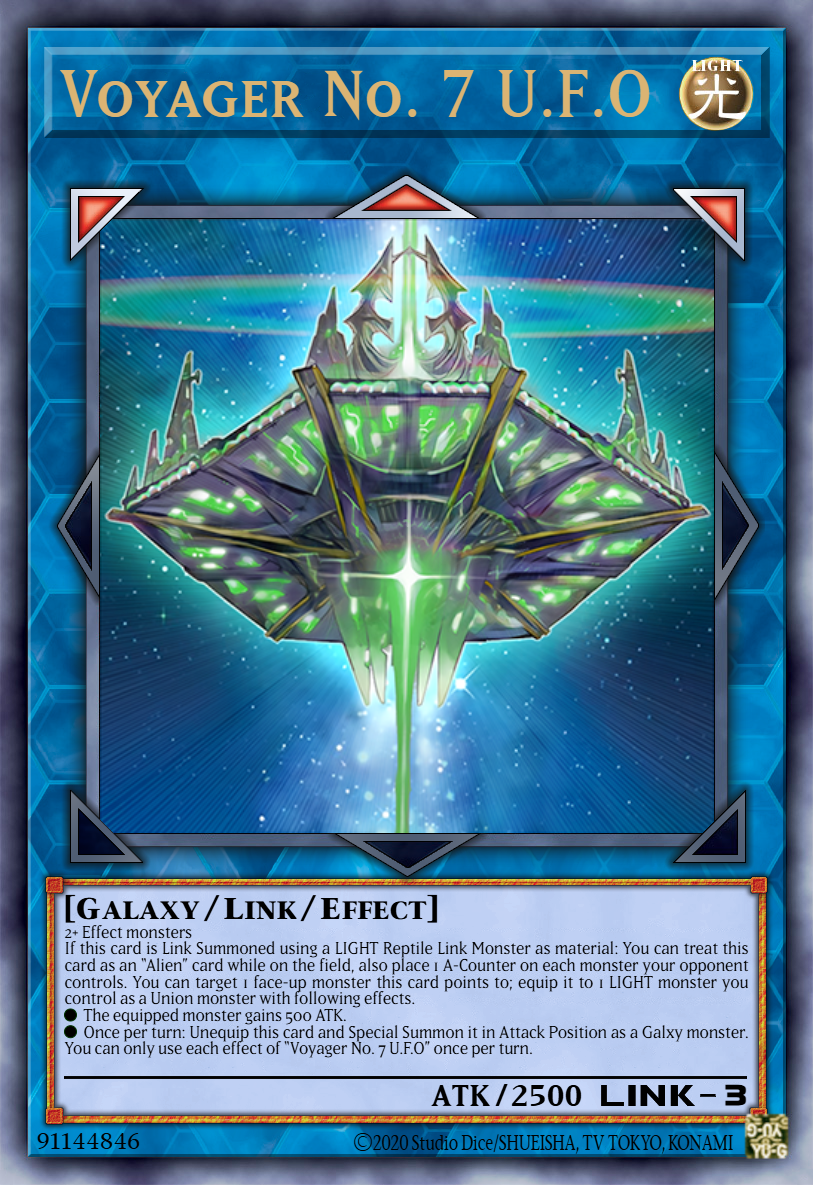 Voyager No. 7 U.F.O
LIGHT
光
[Galaxy/Link/Effect]
2+ Effect monsters
If this card is Link Summoned using a LIGHT Reptile Link Monster as material: You can treat this
card as an "Alien" card while on the field, also place 1 A-Counter on each monster your opponent
controls. You can target 1 face-up monster this card points to; equip it to 1 LIGHT monster you
control as a Union monster with following effects.
● The equipped monster gains 500 ATK.
● Once per turn: Unequip this card and Special Summon it in Attack Position as a Galxy monster.
You can only use each effect of "Voyager No. 7 U.F.O" once per turn.
ATK/2500 LINK-3
91144846 ©2020 Studio Dice/SHUEISHA, TV TOKYO, KONAMI
YU-G
YU-G